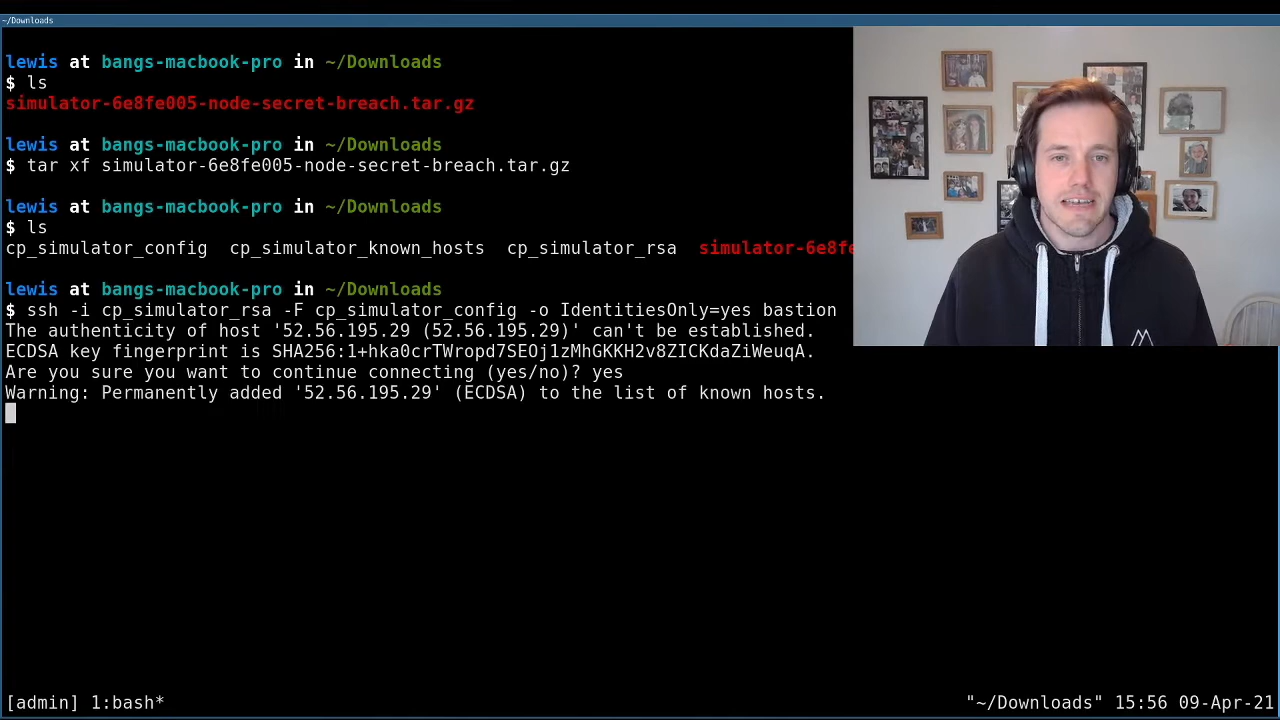 ~/Downloads
lewis at bangs-macbook-pro in ~/Downloads
$ ls
simulator-6e8fe005-node-secret-breach.tar.gz
lewis at bangs-macbook-pro in ~/Downloads
$ tar xf simulator-6e8fe005-node-secret-breach.tar.gz
lewis at bangs-macbook-pro in ~/Downloads
$ ls
cp_simulator_config  cp_simulator_known_hosts  cp_simulator_rsa  simulator-6e8fe
lewis at bangs-macbook-pro in ~/Downloads
$ ssh -i cp_simulator_rsa -F cp_simulator_config -o IdentitiesOnly=yes bastion
The authenticity of host '52.56.195.29 (52.56.195.29)' can't be established.
ECDSA key fingerprint is SHA256:1+hka0crTWropd7SEOj1zMhGKKH2v8ZICKdaZiWeuqA.
Are you sure you want to continue connecting (yes/no)? yes
Warning: Permanently added '52.56.195.29' (ECDSA) to the list of known hosts.
[admin] 1:bash*
"~/Downloads" 15:56 09-Apr-21